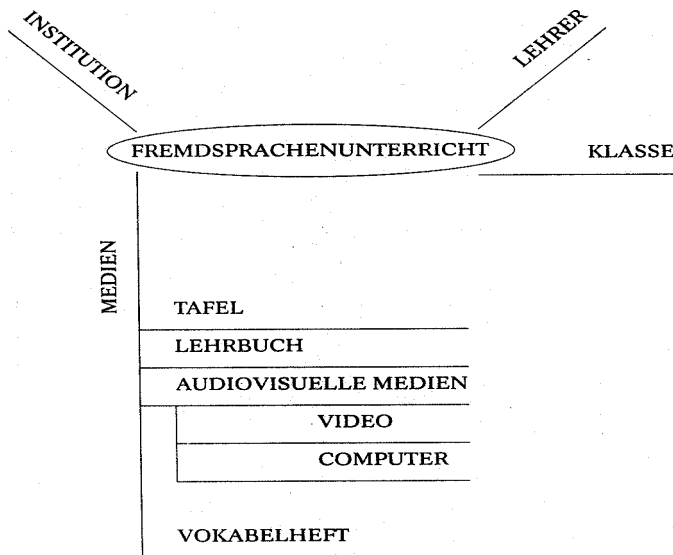 INSTITUTION
LEHRER
FREMDSPRACHENUNTERRICHT
KLASSE
MEDIEN
TAFEL
LEHRBUCH
AUDIOVISUELLE MEDIEN
VIDEO
COMPUTER
VOKABELHEFT